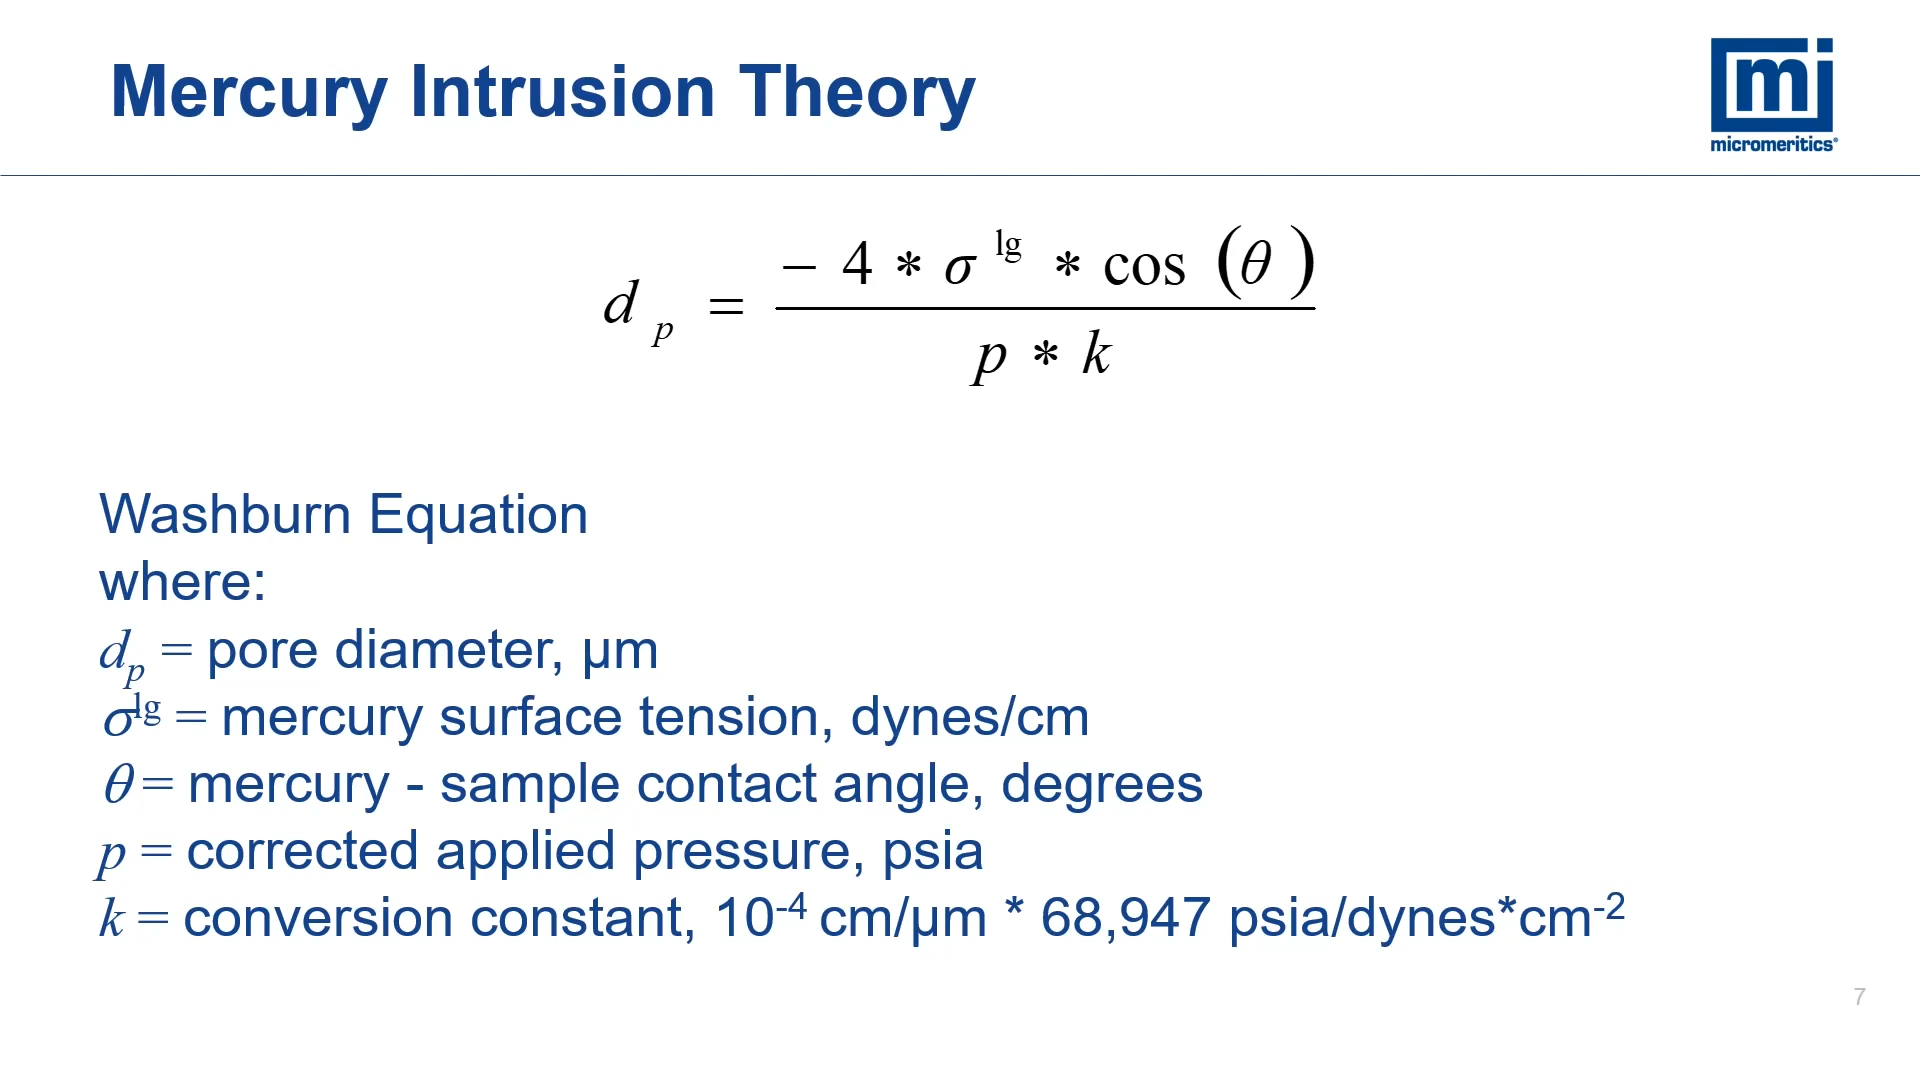 Mercury Intrusion Theory
mi
micromeritics®
d_p = (− 4 * σ^lg * cos (θ)) / (p * k)
Washburn Equation
where:
d_p = pore diameter, µm
σ^lg = mercury surface tension, dynes/cm
θ = mercury - sample contact angle, degrees
p = corrected applied pressure, psia
k = conversion constant, 10^-4 cm/µm * 68,947 psia/dynes*cm^-2
7